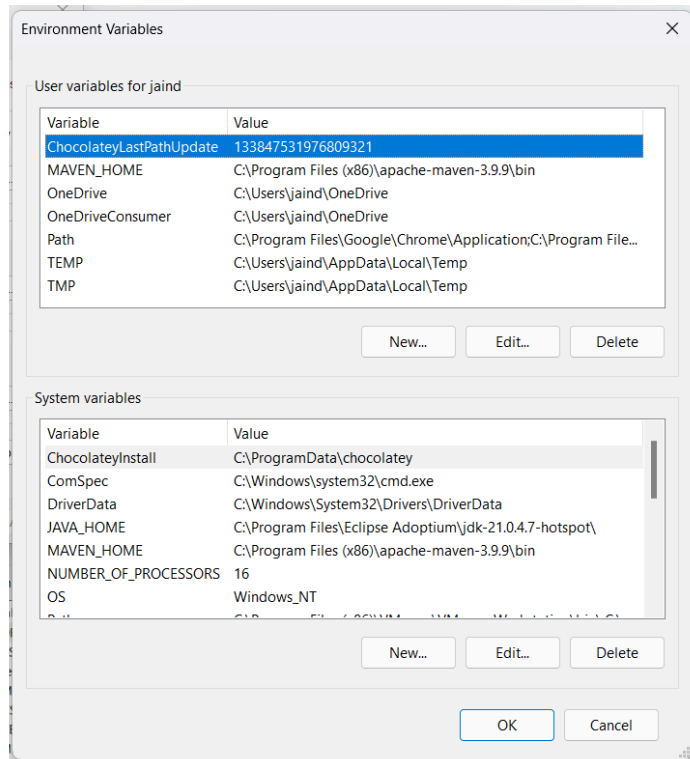 Environment Variables
User variables for jaind
Variable Value
ChocolateyLastPathUpdate 133847531976809321
MAVEN_HOME C:\Program Files (x86)\apache-maven-3.9.9\bin
OneDrive C:\Users\jaind\OneDrive
OneDriveConsumer C:\Users\jaind\OneDrive
Path C:\Program Files\Google\Chrome\Application;C:\Program File...
TEMP C:\Users\jaind\AppData\Local\Temp
TMP C:\Users\jaind\AppData\Local\Temp
New... Edit... Delete
System variables
Variable Value
ChocolateyInstall C:\ProgramData\chocolatey
ComSpec C:\Windows\system32\cmd.exe
DriverData C:\Windows\System32\Drivers\DriverData
JAVA_HOME C:\Program Files\Eclipse Adoptium\jdk-21.0.4.7-hotspot\
MAVEN_HOME C:\Program Files (x86)\apache-maven-3.9.9\bin
NUMBER_OF_PROCESSORS 16
OS Windows_NT
New... Edit... Delete
OK Cancel